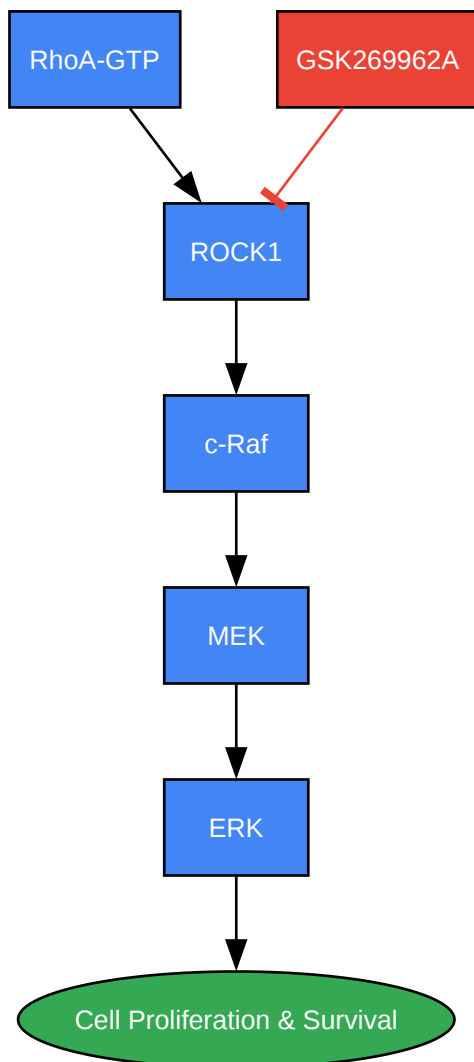 RhoA-GTP
GSK269962A
ROCK1
c-Raf
MEK
ERK
Cell Proliferation & Survival